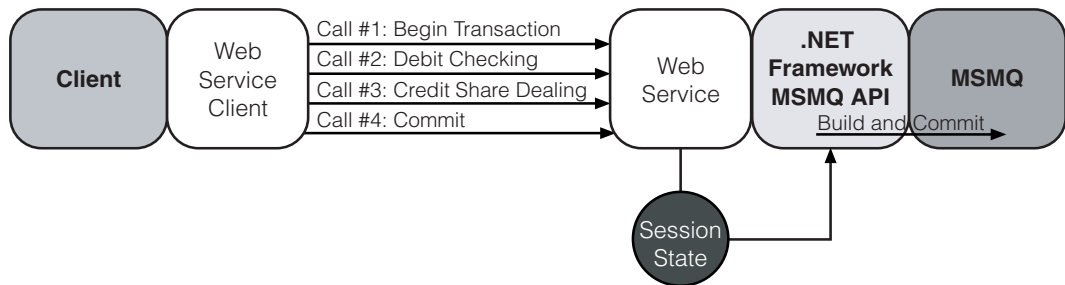 Client
Web
Service
Client
Call #1: Begin Transaction
Call #2: Debit Checking
Call #3: Credit Share Dealing
Call #4: Commit
Web
Service
.NET
Framework
MSMQ API
MSMQ
Build and Commit
Session
State